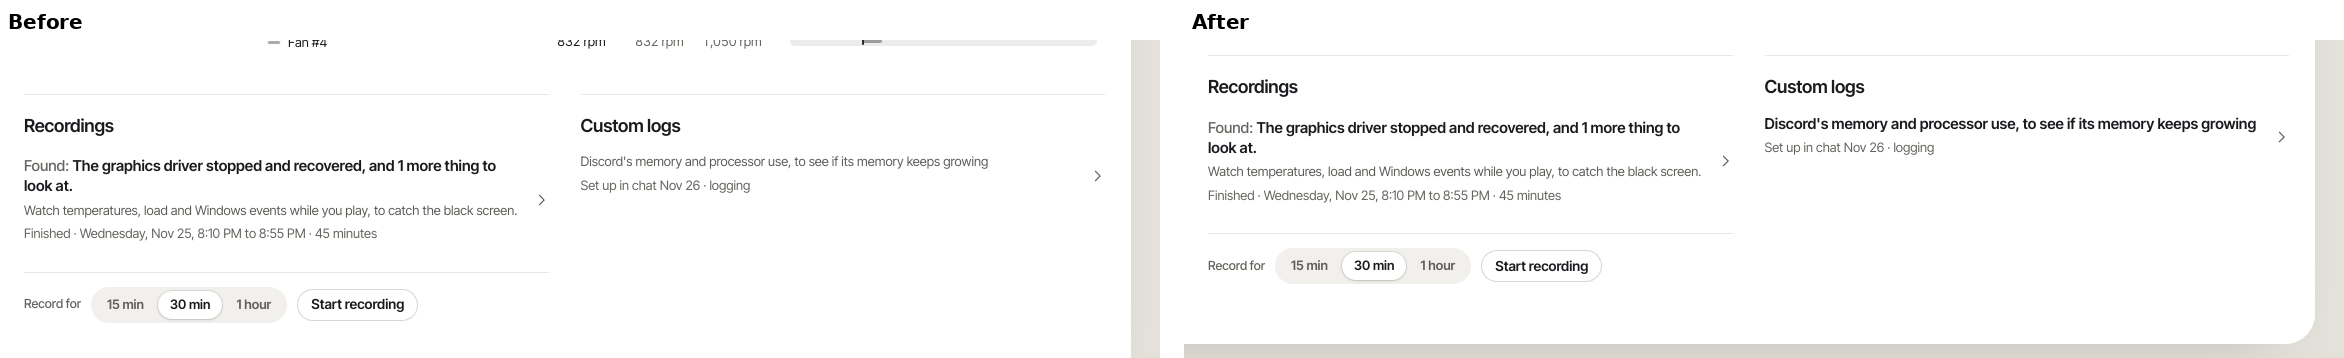 Before
Fan #4
832 rpm
832 rpm
1,050 rpm
Recordings
Found: The graphics driver stopped and recovered, and 1 more thing to
look at.
Watch temperatures, load and Windows events while you play, to catch the black screen.
Finished · Wednesday, Nov 25, 8:10 PM to 8:55 PM · 45 minutes
Record for
15 min
30 min
1 hour
Start recording
Custom logs
Discord's memory and processor use, to see if its memory keeps growing
Set up in chat Nov 26 · logging
After
Recordings
Found: The graphics driver stopped and recovered, and 1 more thing to
look at.
Watch temperatures, load and Windows events while you play, to catch the black screen.
Finished · Wednesday, Nov 25, 8:10 PM to 8:55 PM · 45 minutes
Record for
15 min
30 min
1 hour
Start recording
Custom logs
Discord's memory and processor use, to see if its memory keeps growing
Set up in chat Nov 26 · logging